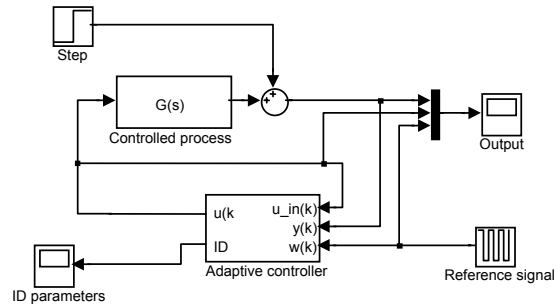 Step
G(s)
Controlled process
+
+
Output
u(k
ID
u_in(k)
y(k)
w(k)
Adaptive controller
ID parameters
Reference signal